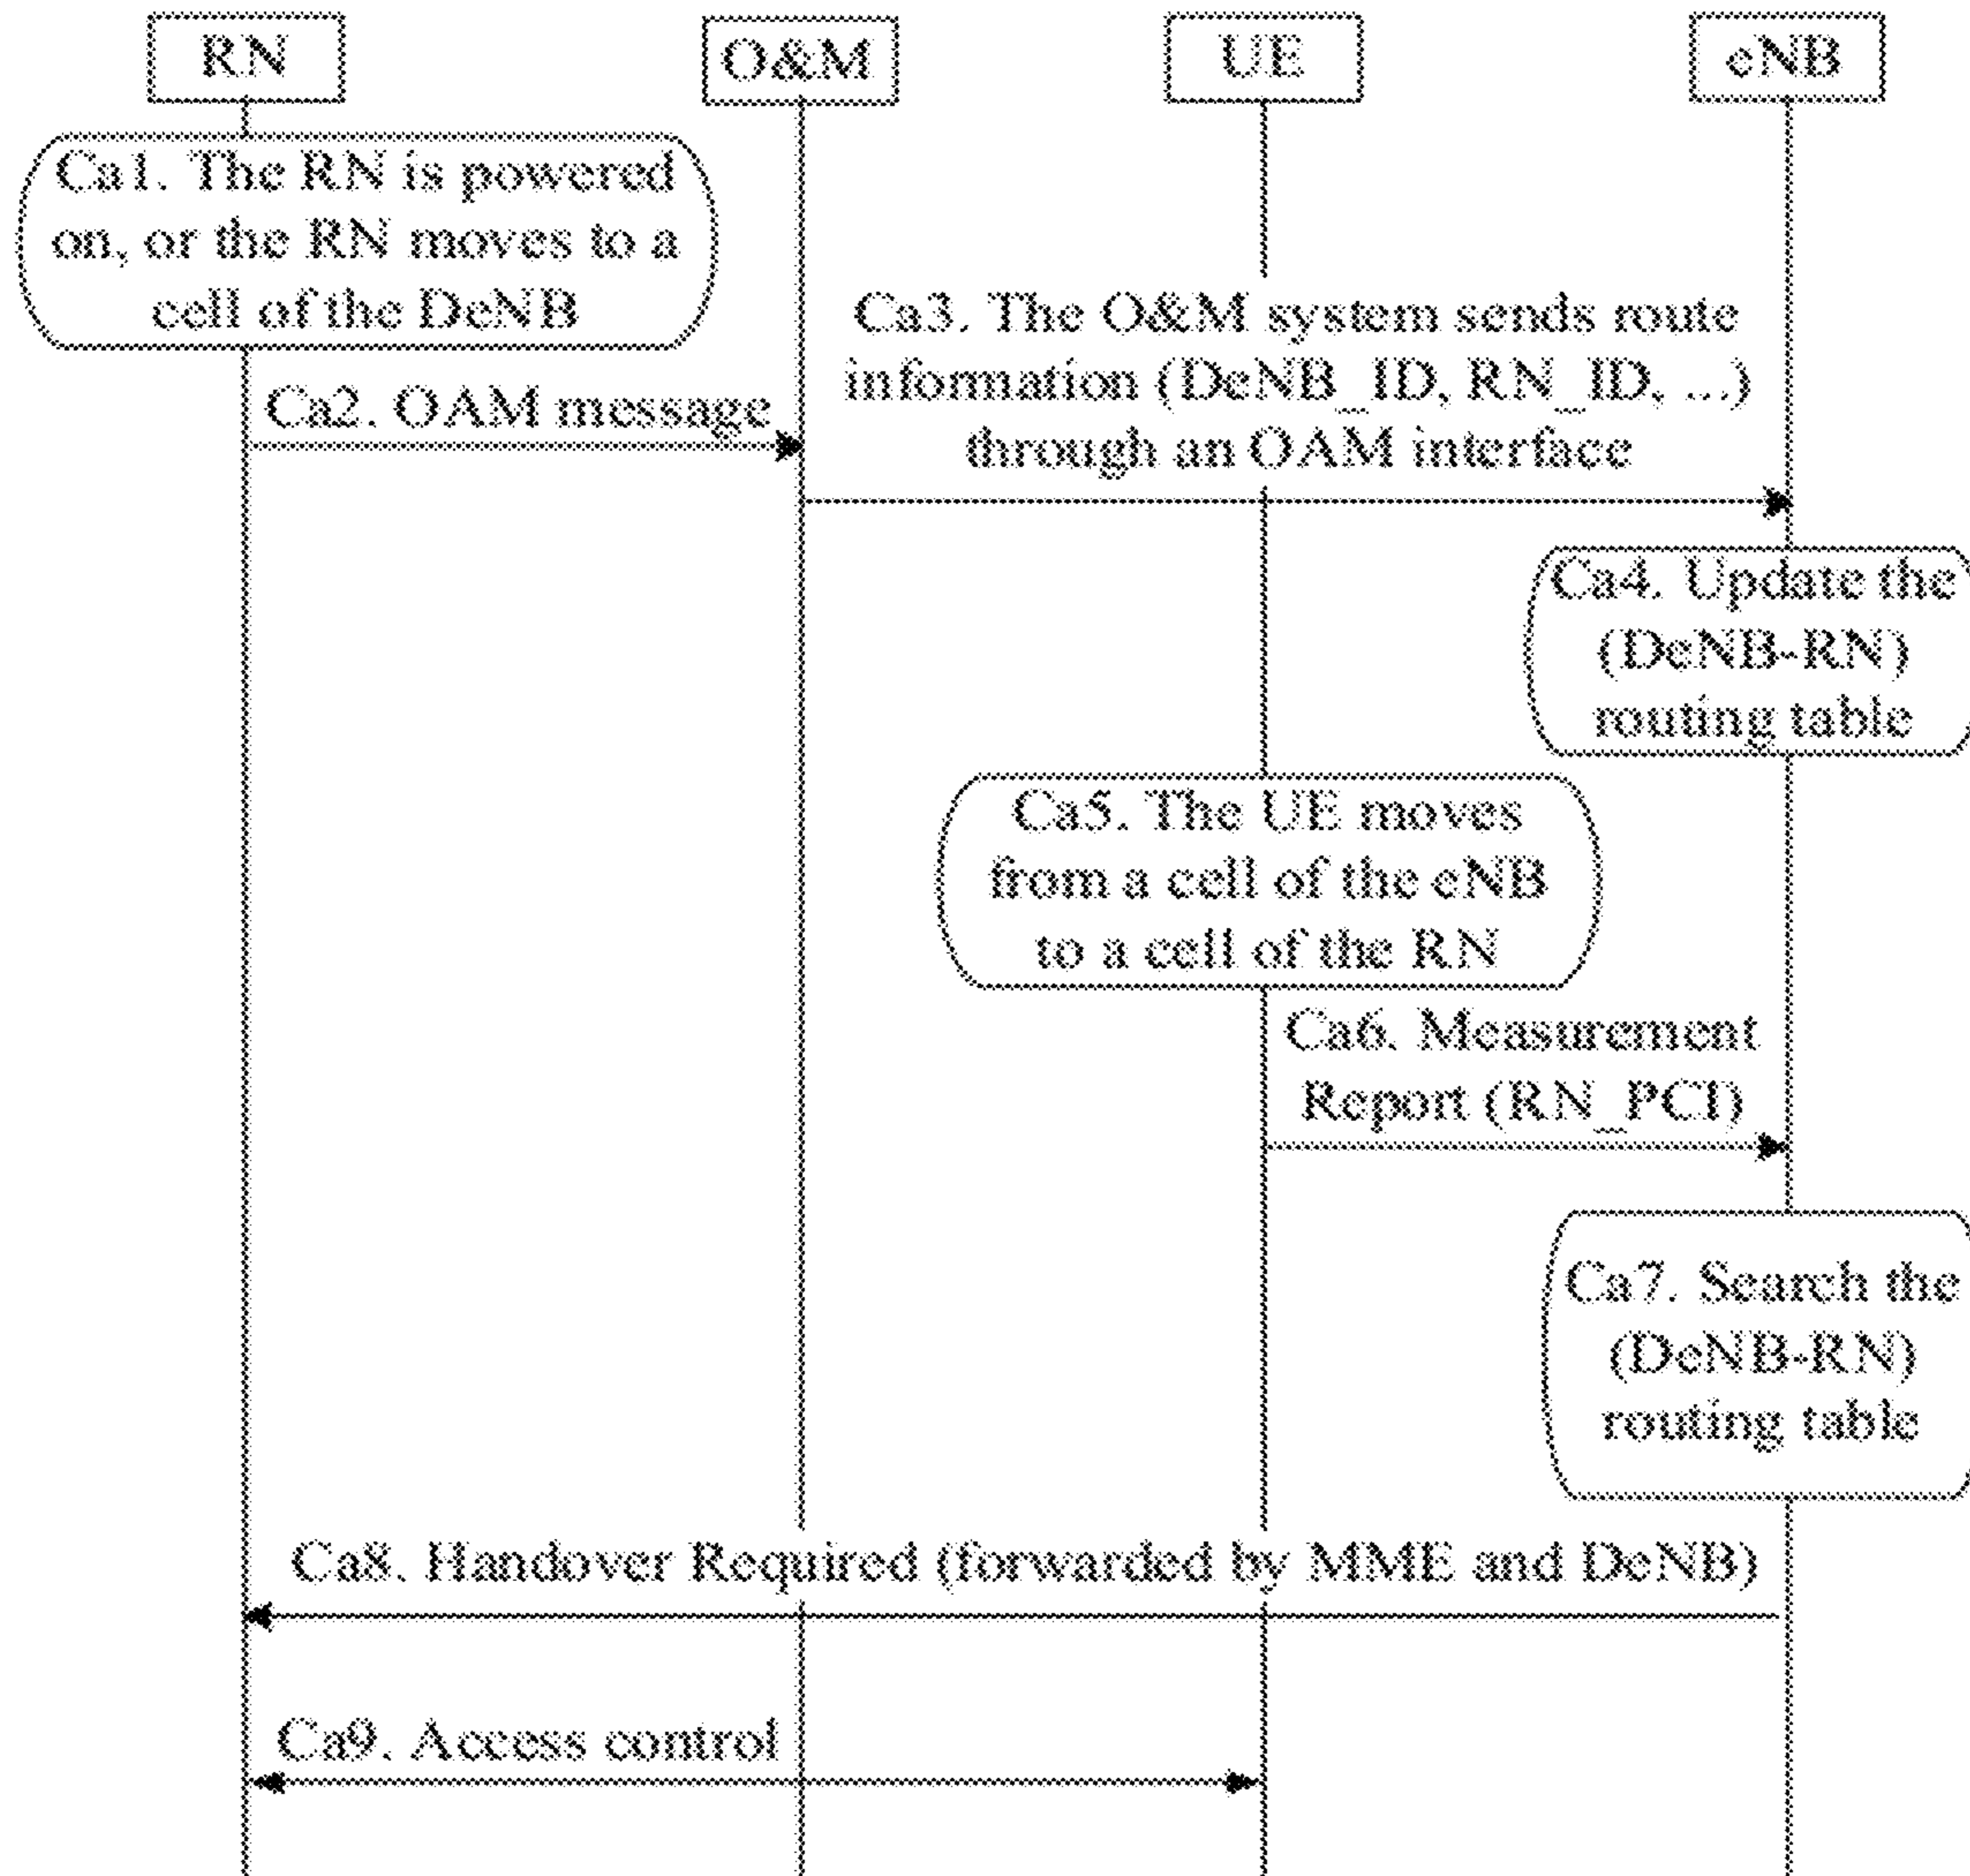 RN
O&M
UE
eNB
Ca1. The RN is powered
on, or the RN moves to a
cell of the DeNB
Ca2. OAM message
Ca3. The O&M system sends route
information (DeNB_ID, RN_ID, ...)
through an OAM interface
Ca4. Update the
(DeNB-RN)
routing table
Ca5. The UE moves
from a cell of the eNB
to a cell of the RN
Ca6. Measurement
Report (RN_PCI)
Ca7. Search the
(DeNB-RN)
routing table
Ca8. Handover Required (forwarded by MME and DeNB)
Ca9. Access control